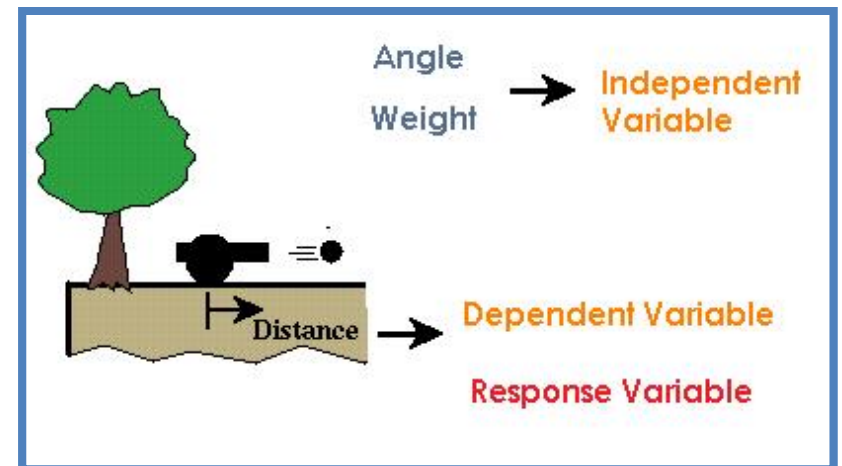 Angle
Weight
Independent
Variable
Distance
Dependent Variable
Response Variable